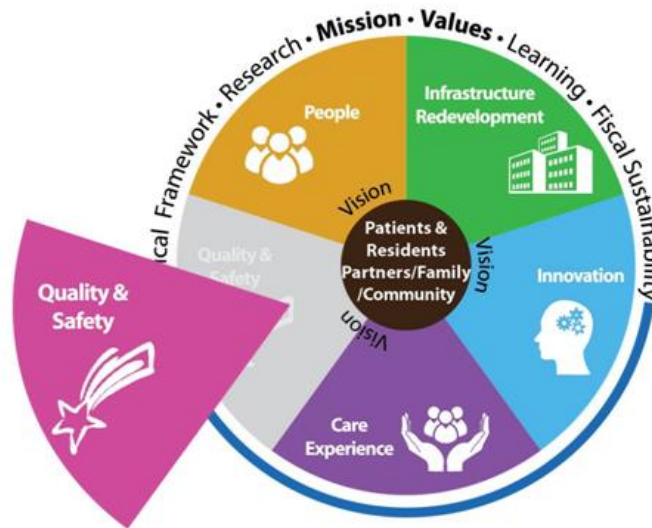 ical Framework • Research • Mission • Values • Learning • Fiscal Sustainability
People
Infrastructure
Redevelopment
Vision
Patients &
Residents
Partners/Family
/Community
Vision
Vision
Quality &
Safety
Quality &
Safety
Innovation
Care
Experience